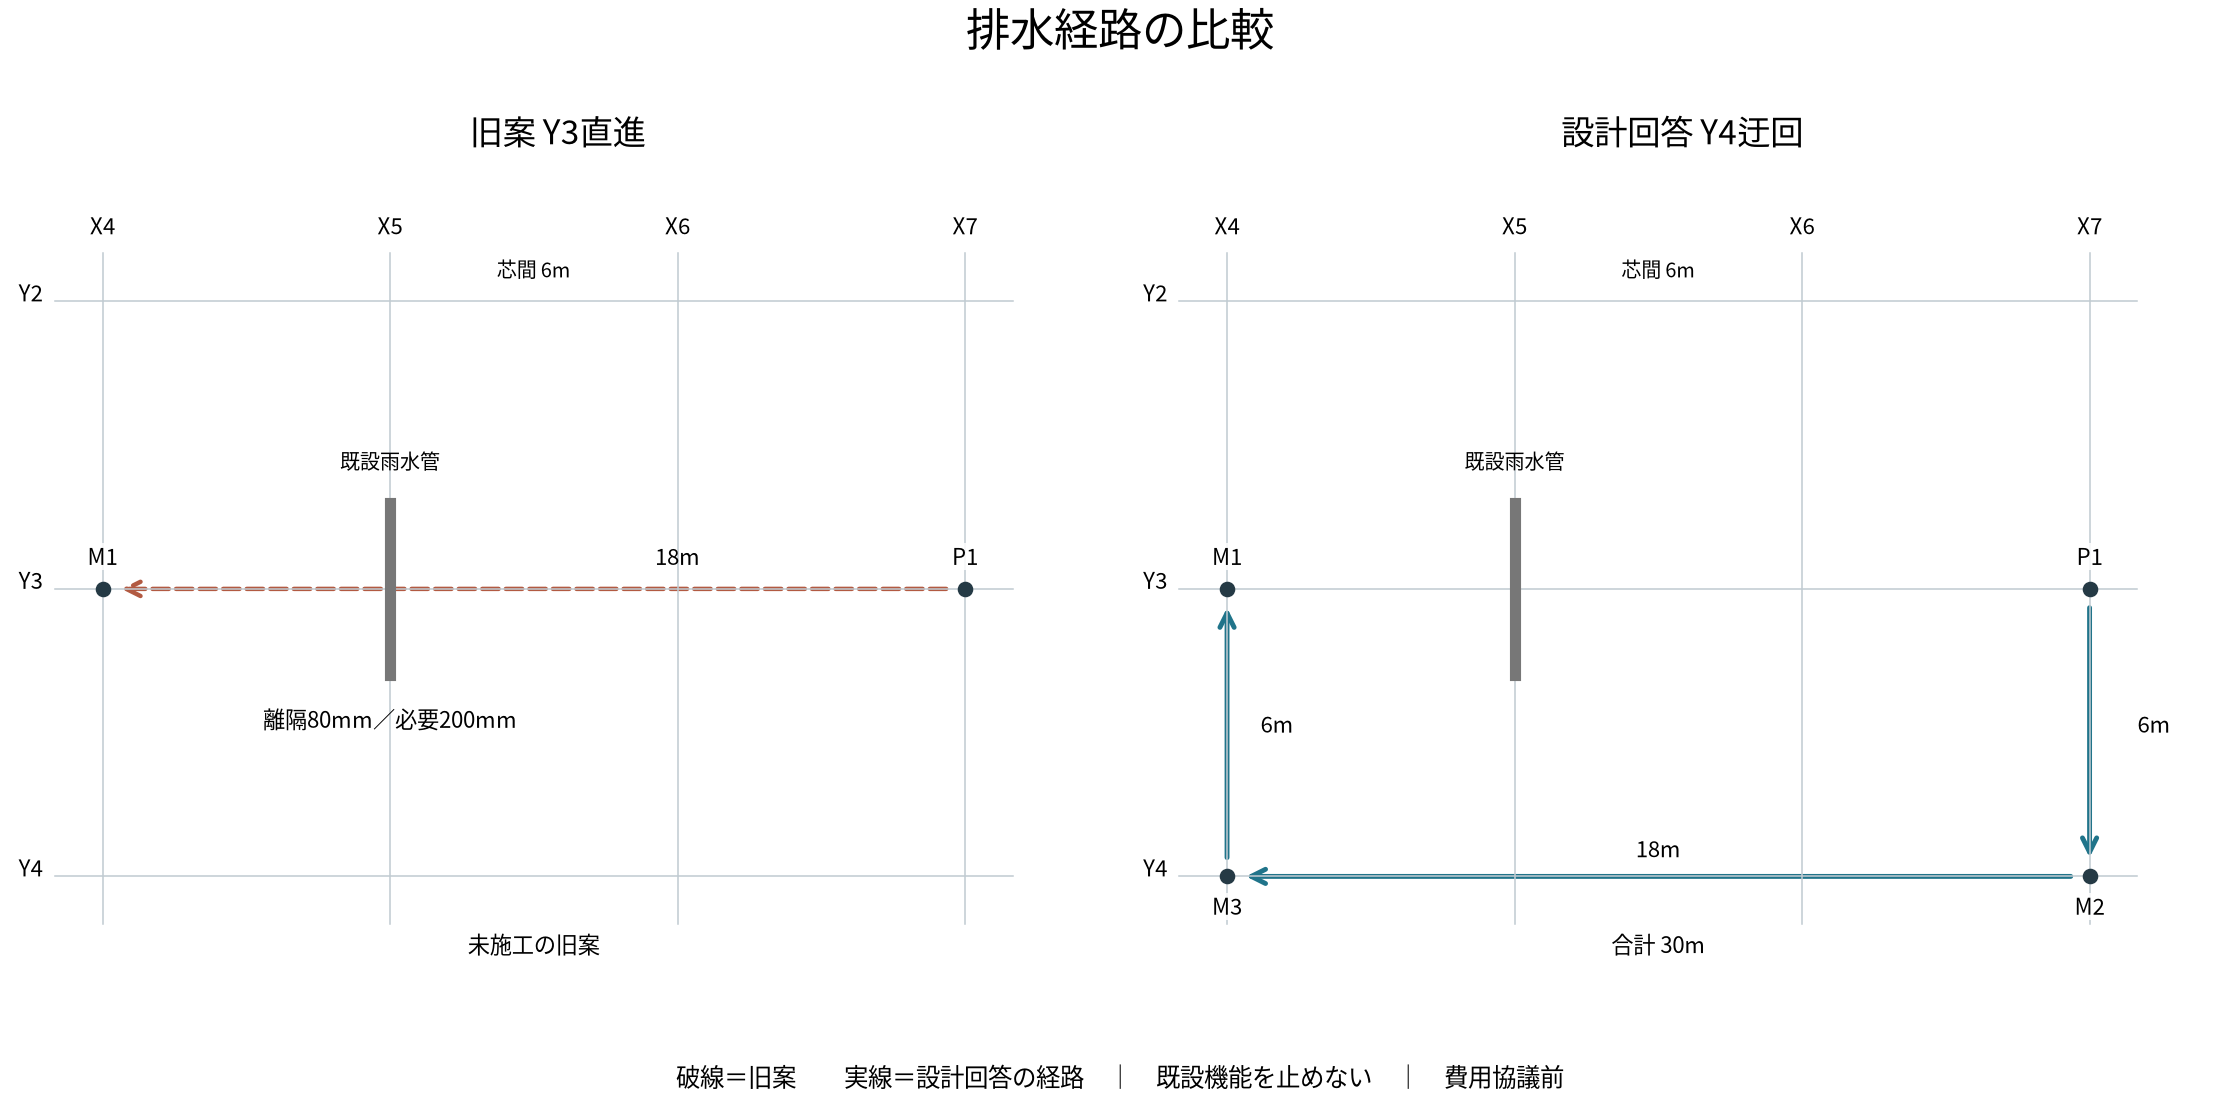 排水経路の比較
旧案 Y3直進
X4 X5 X6 X7
芯間 6m
Y2
既設雨水管
M1 18m P1
Y3
離隔80mm／必要200mm
Y4
未施工の旧案
設計回答 Y4迂回
X4 X5 X6 X7
芯間 6m
Y2
既設雨水管
M1 P1
Y3
6m 6m
18m
Y4
M3 M2
合計 30m
破線＝旧案 実線＝設計回答の経路 ｜ 既設機能を止めない ｜ 費用協議前